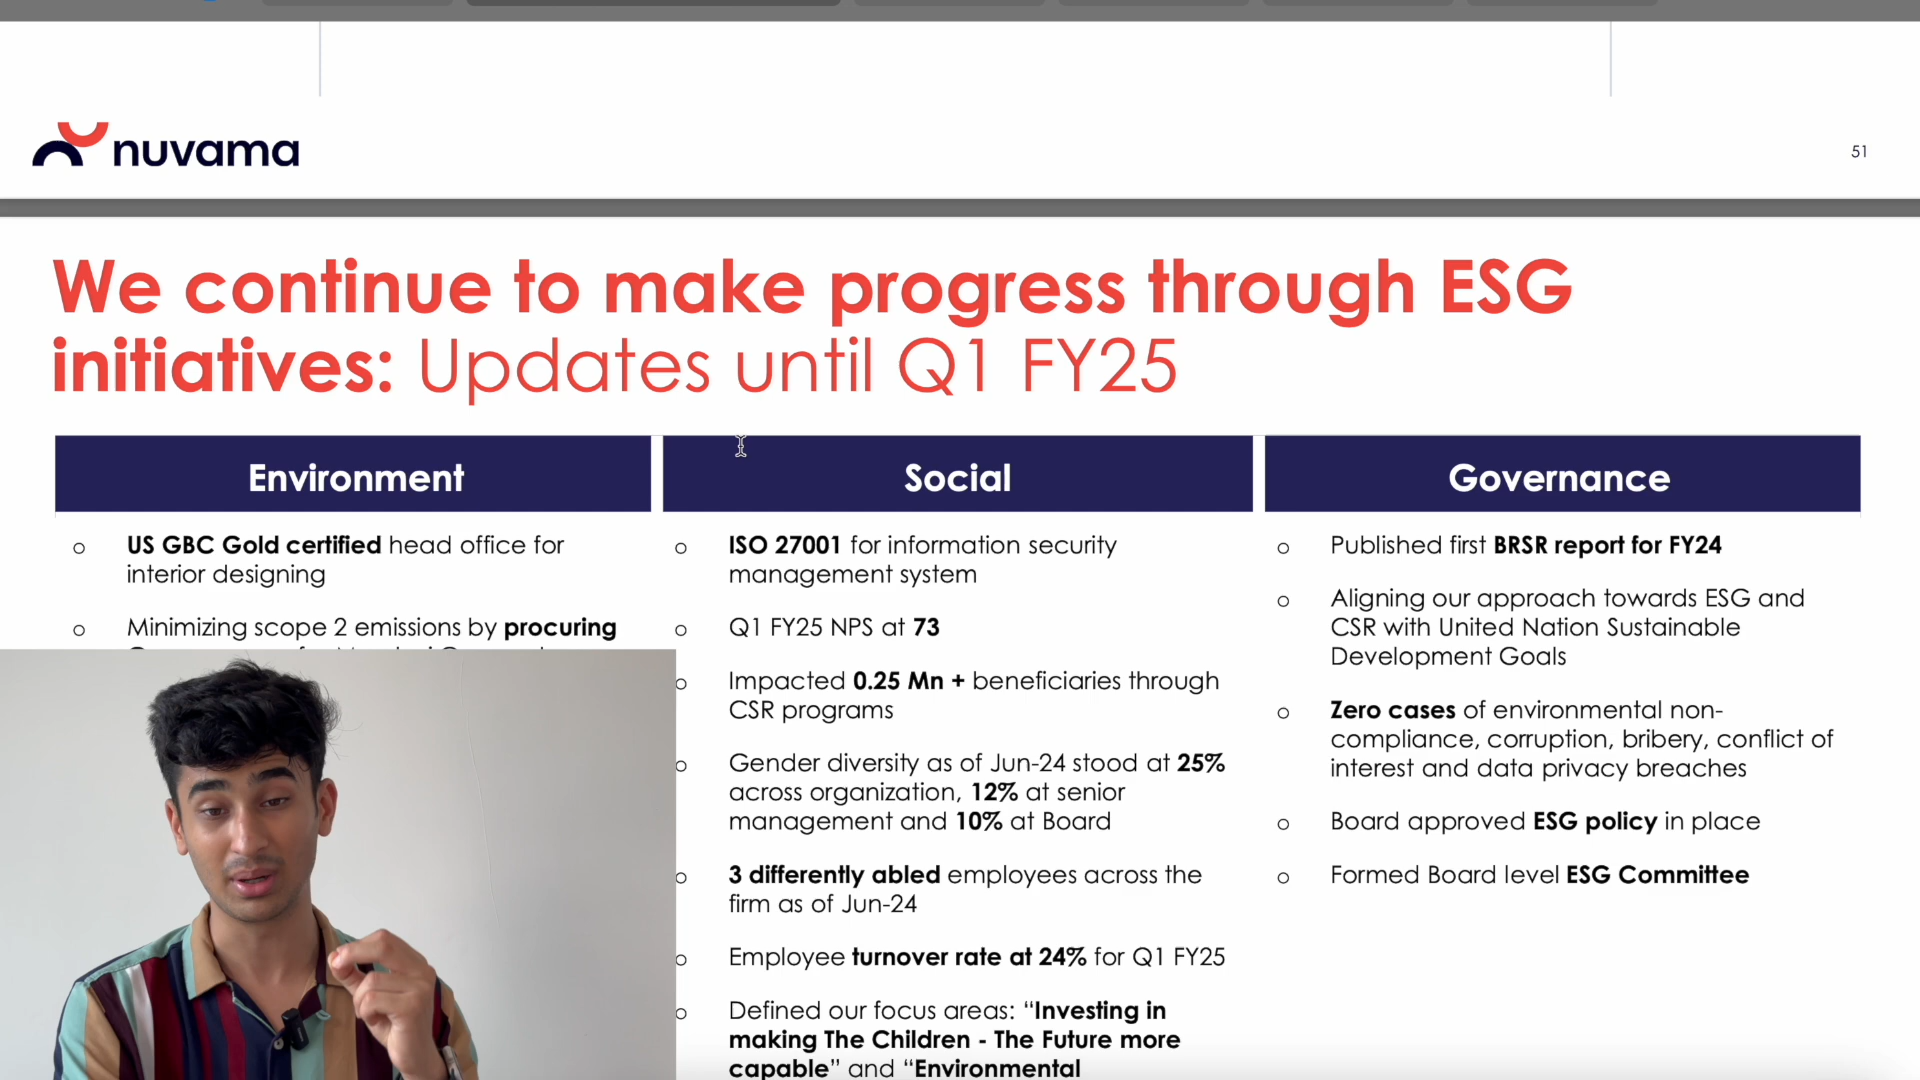 nuvama
51
We continue to make progress through ESG
initiatives: Updates until Q1 FY25
Environment
US GBC Gold certified head office for
interior designing
Minimizing scope 2 emissions by procuring
Social
ISO 27001 for information security
management system
Q1 FY25 NPS at 73
Impacted 0.25 Mn + beneficiaries through
CSR programs
Gender diversity as of Jun-24 stood at 25%
across organization, 12% at senior
management and 10% at Board
3 differently abled employees across the
firm as of Jun-24
Employee turnover rate at 24% for Q1 FY25
Defined our focus areas: “Investing in
making The Children - The Future more
capable” and “Environmental
Governance
Published first BRSR report for FY24
Aligning our approach towards ESG and
CSR with United Nation Sustainable
Development Goals
Zero cases of environmental non-
compliance, corruption, bribery, conflict of
interest and data privacy breaches
Board approved ESG policy in place
Formed Board level ESG Committee